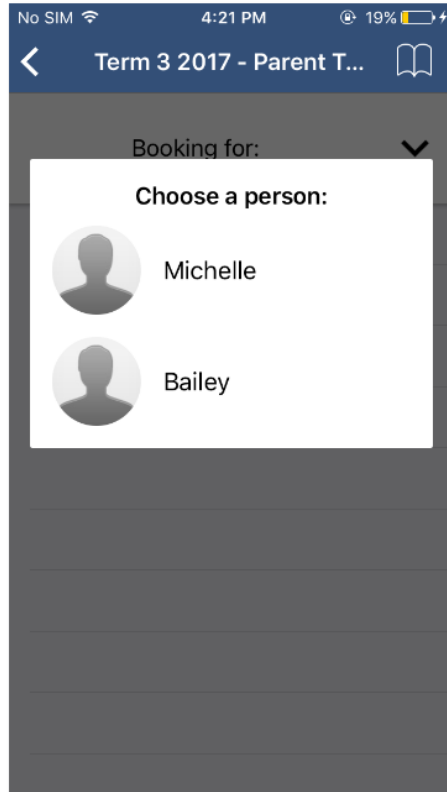 No SIM 4:21 PM 19%
Term 3 2017 - Parent T...
Booking for:
Choose a person:
Michelle
Bailey